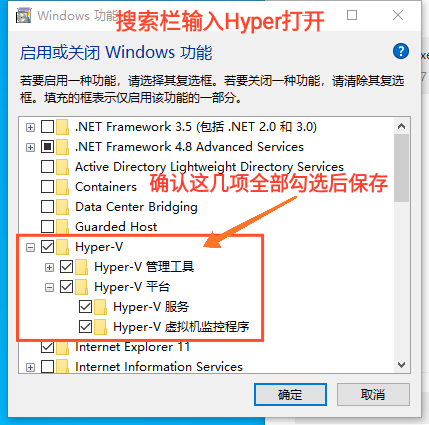 Windows 功能
搜索栏输入Hyper打开
启用或关闭 Windows 功能
若要启用一种功能，请选择其复选框。若要关闭一种功能，请清除其复选
框。填充的框表示仅启用该功能的一部分。
.NET Framework 3.5 (包括 .NET 2.0 和 3.0)
.NET Framework 4.8 Advanced Services
Active Directory Lightweight Directory Services
Containers
确认这几项全部勾选后保存
Data Center Bridging
Guarded Host
Hyper-V
Hyper-V 管理工具
Hyper-V 平台
Hyper-V 服务
Hyper-V 虚拟机监控程序
Internet Explorer 11
Internet Information Services
确定
取消